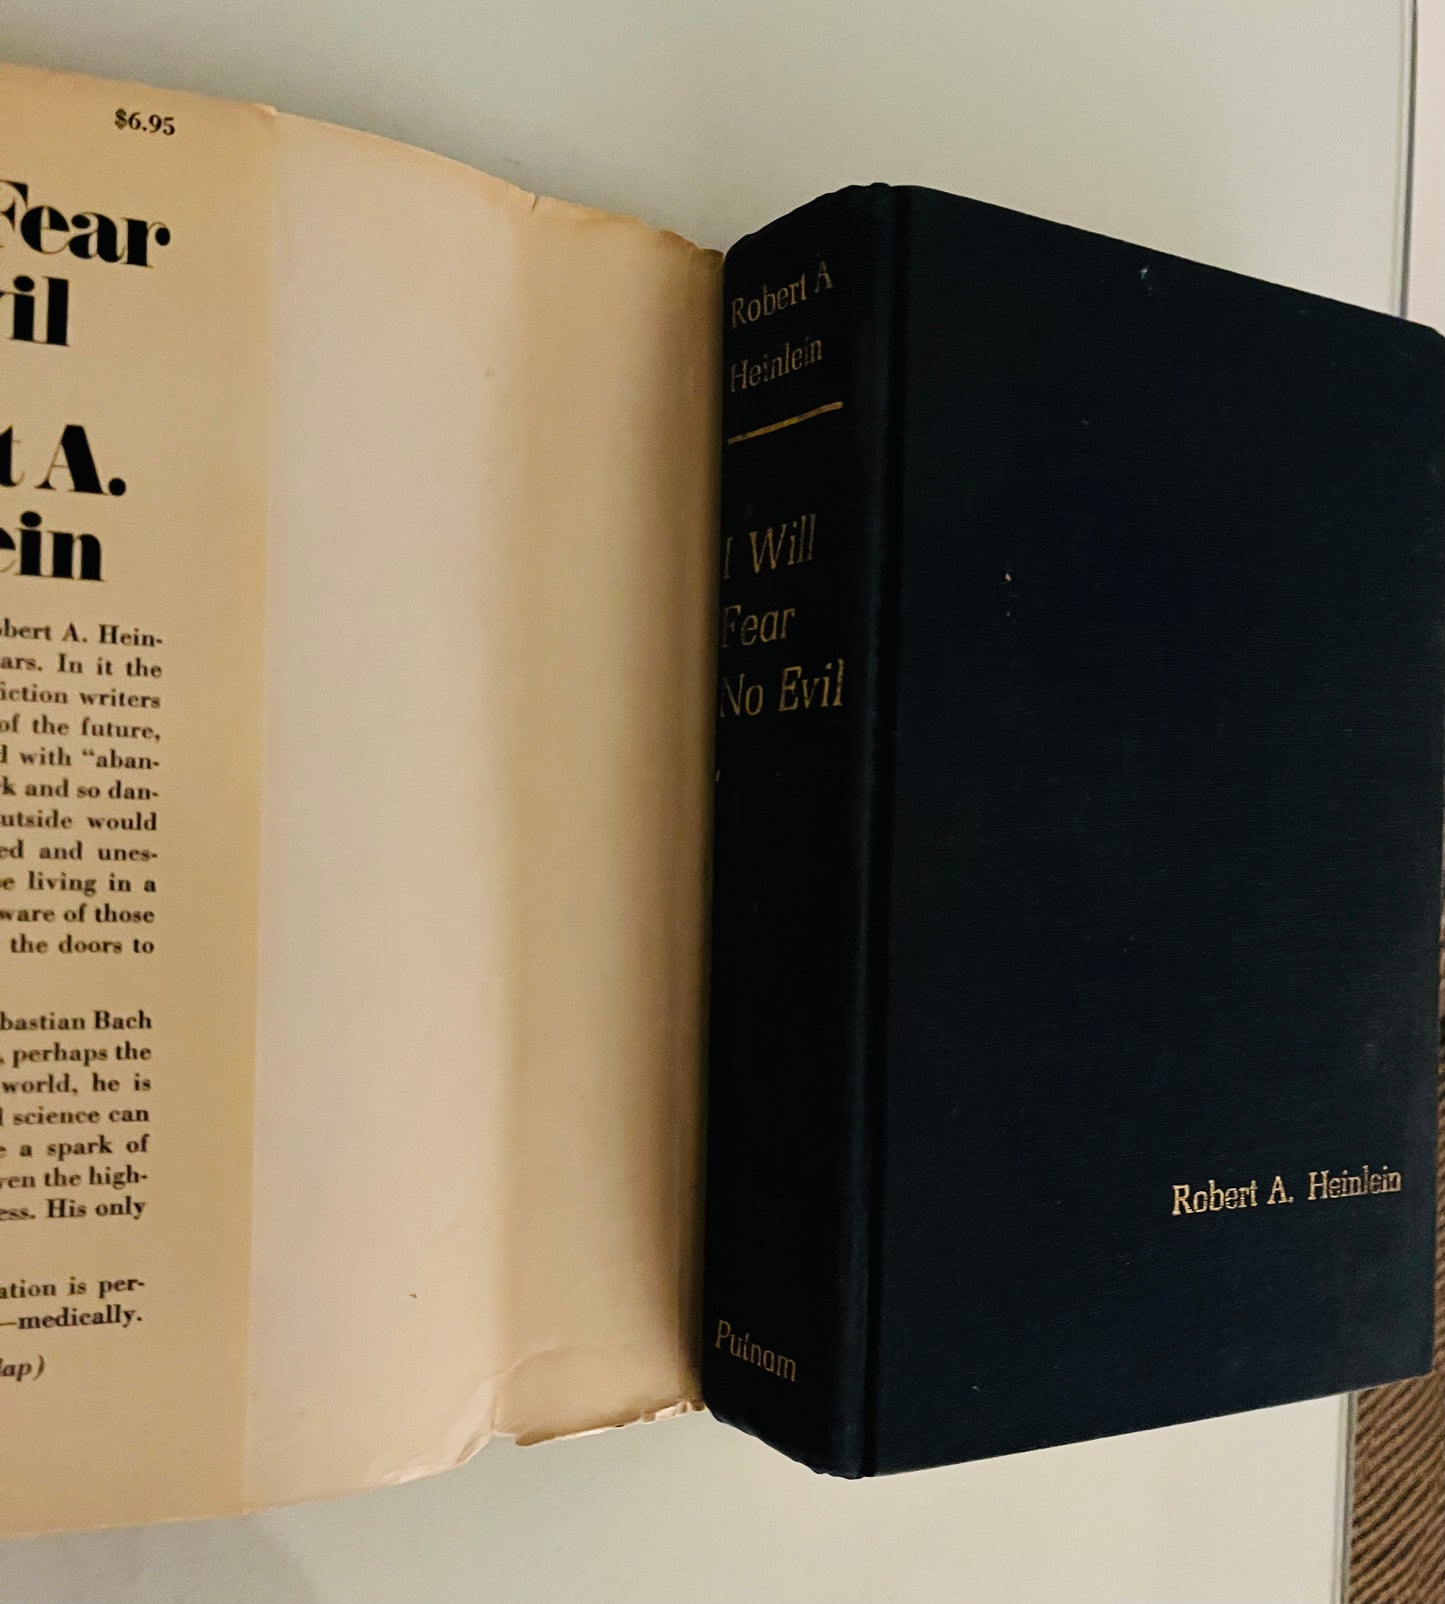 $6.95
Fear
il
t A.
ein
bert A. Hein-
ars. In it the
iction writers
of the future,
d with “aban-
k and so dan-
utside would
ed and unes-
e living in a
ware of those
the doors to
bastian Bach
, perhaps the
world, he is
l science can
e a spark of
ven the high-
ess. His only
ation is per-
—medically.
lap)
Robert A
Heinlein
I Will
Fear
No Evil
Putnam
Robert A. Heinlein